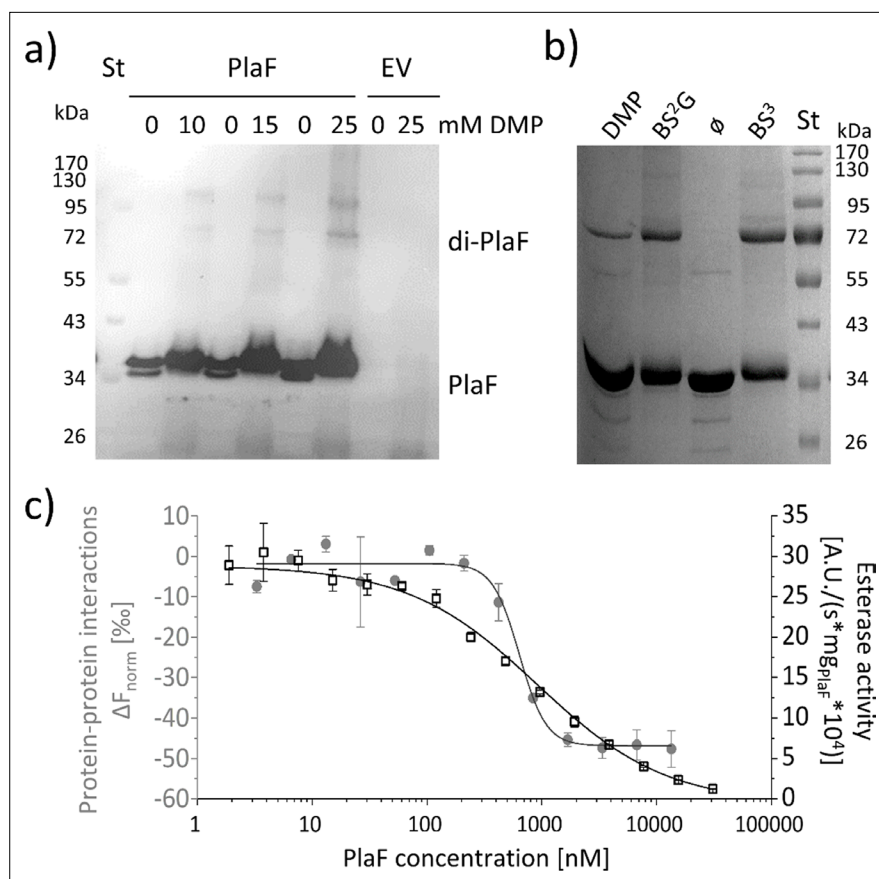 a)
St PlaF EV
kDa 0 10 0 15 0 25 0 25 mM DMP
170
130
95
72
55
43
34
26
di-PlaF
PlaF
b)
DMP BS²G ø BS³ St
kDa
170
130
95
72
55
43
34
26
c)
Protein-protein interactions
ΔFnorm [‰]
10
0
-10
-20
-30
-40
-50
-60
35
30
25
20
15
10
5
0
Esterase activity
[A.U./(s*mgPlaF*10⁴)]
1 10 100 1000 10000 100000
PlaF concentration [nM]